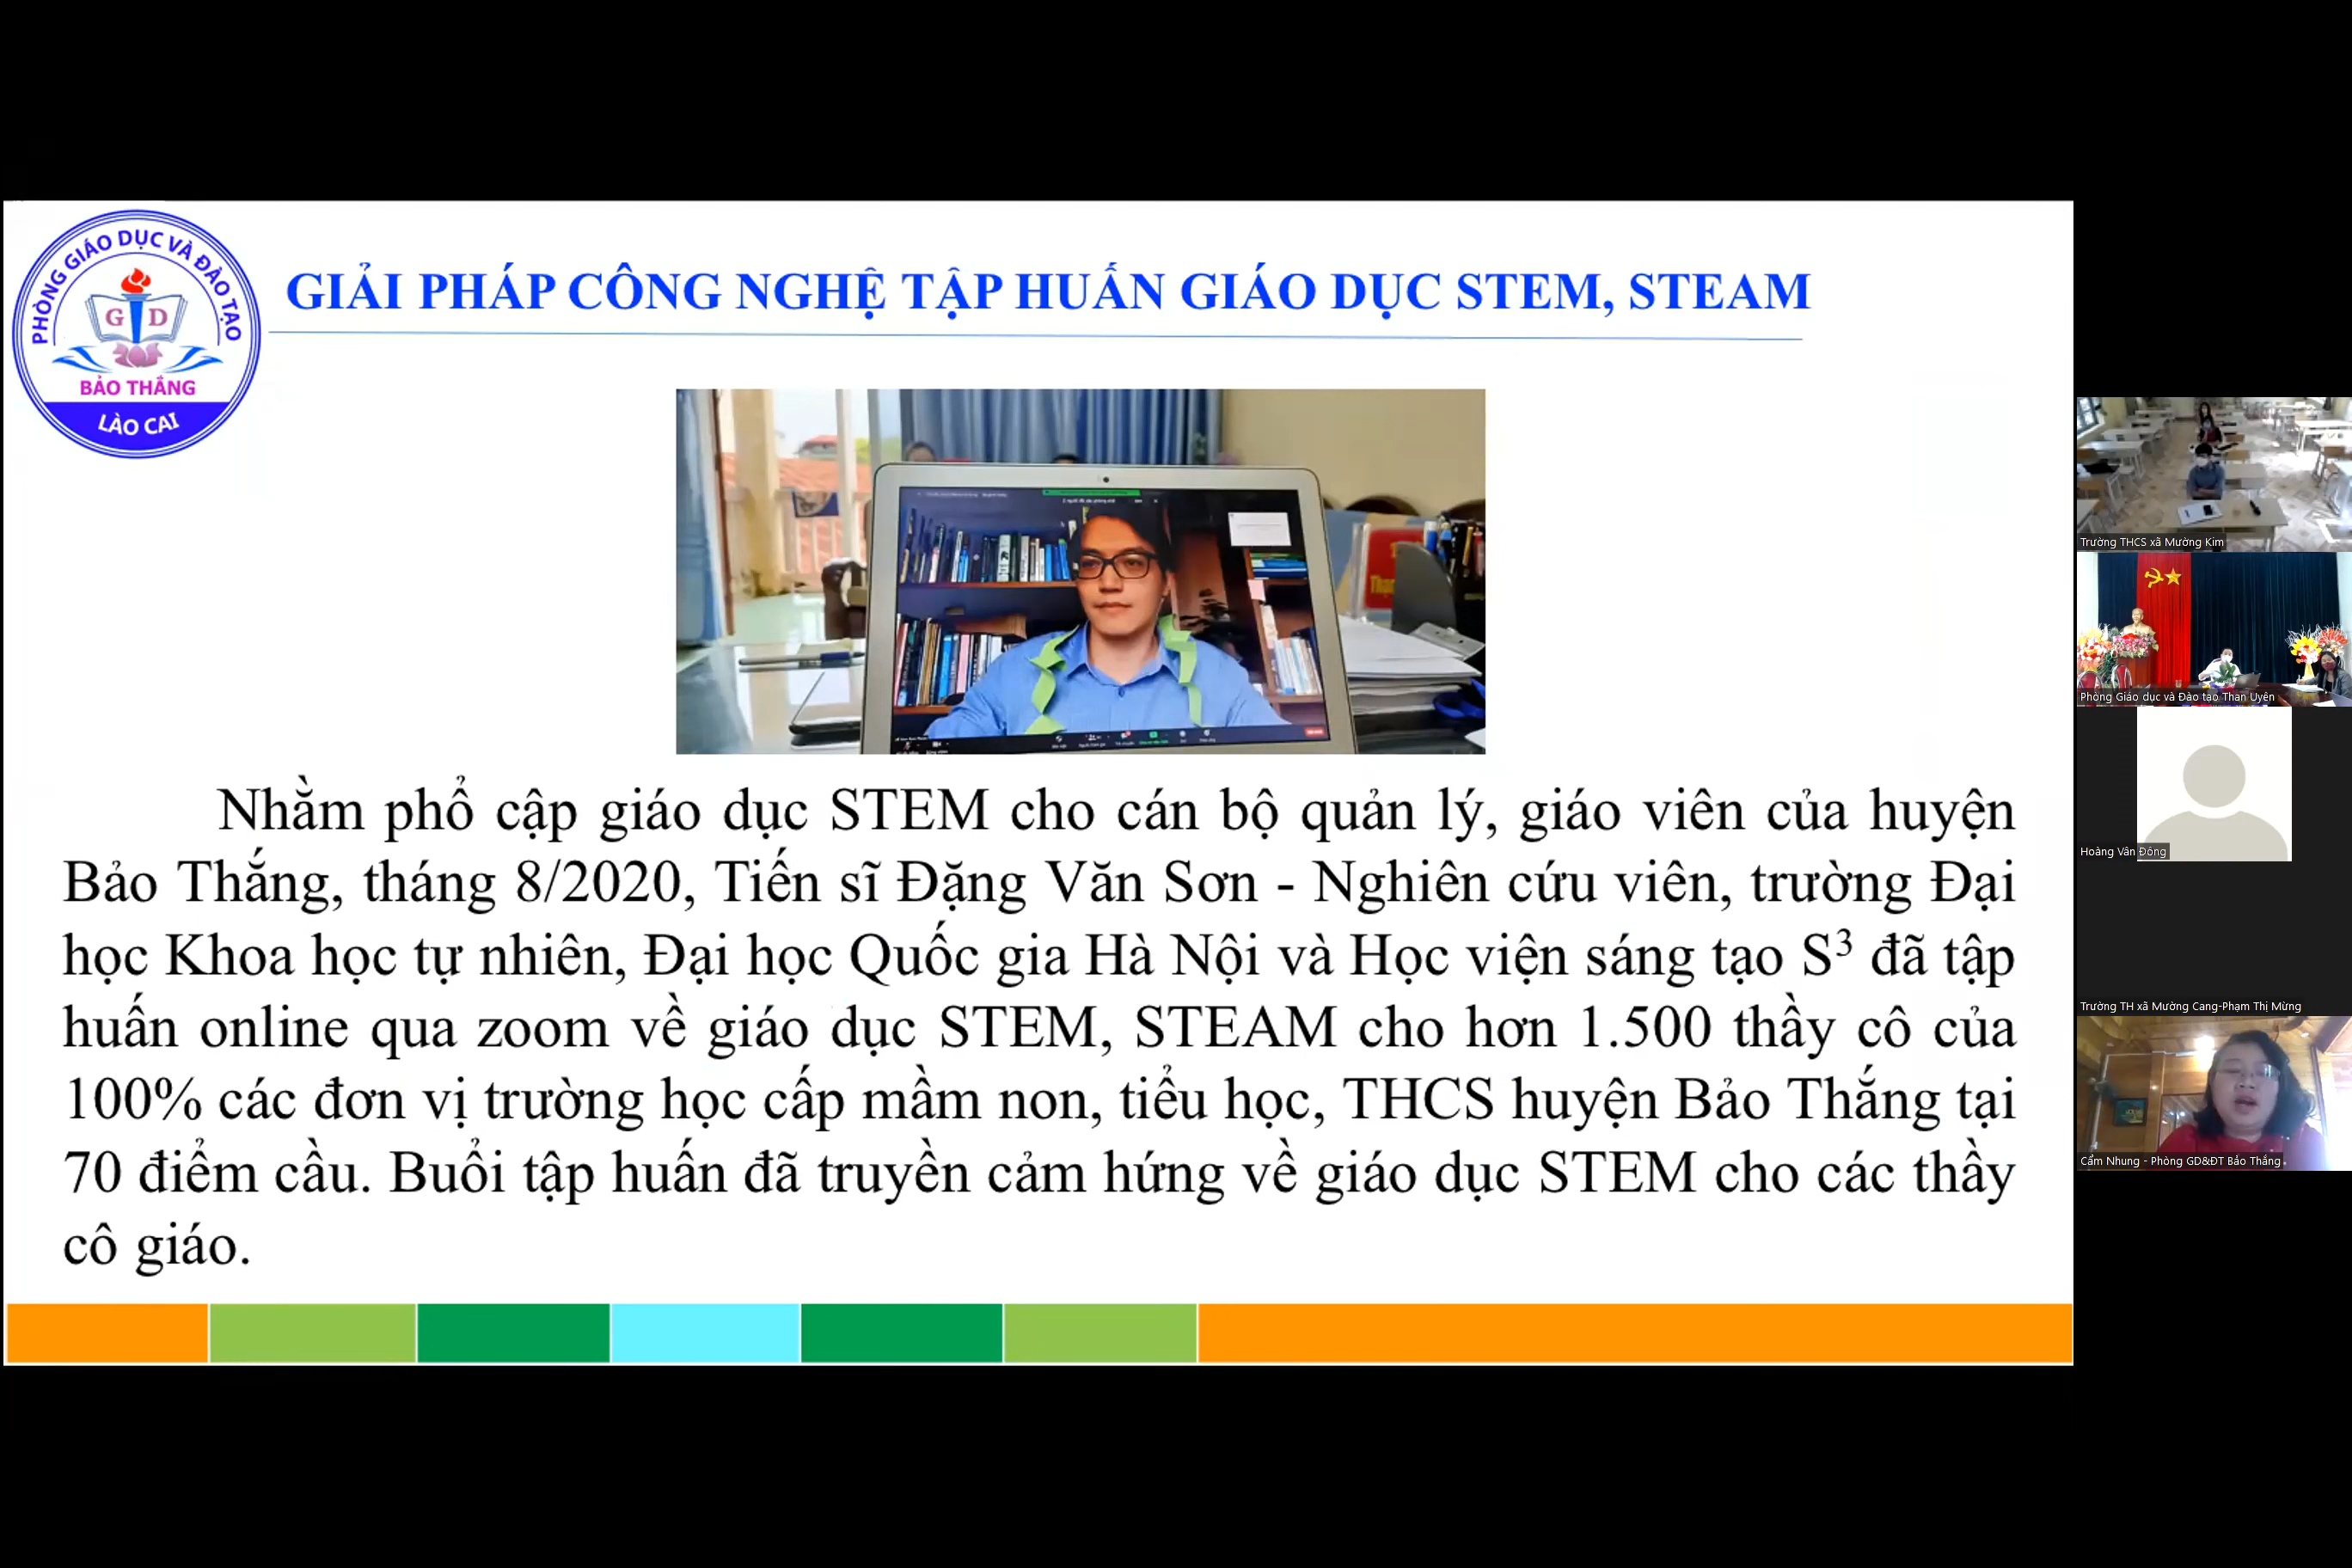 PHÒNG GIÁO DỤC VÀ ĐÀO TẠO
G D
BẢO THẮNG
LÀO CAI
GIẢI PHÁP CÔNG NGHỆ TẬP HUẤN GIÁO DỤC STEM, STEAM
Nhằm phổ cập giáo dục STEM cho cán bộ quản lý, giáo viên của huyện
Bảo Thắng, tháng 8/2020, Tiến sĩ Đặng Văn Sơn - Nghiên cứu viên, trường Đại
học Khoa học tự nhiên, Đại học Quốc gia Hà Nội và Học viện sáng tạo S³ đã tập
huấn online qua zoom về giáo dục STEM, STEAM cho hơn 1.500 thầy cô của
100% các đơn vị trường học cấp mầm non, tiểu học, THCS huyện Bảo Thắng tại
70 điểm cầu. Buổi tập huấn đã truyền cảm hứng về giáo dục STEM cho các thầy
cô giáo.
Trường THCS xã Mường Kim
Phòng Giáo dục và Đào tạo Than Uyên
Hoàng Vân Đông
Trường TH xã Mường Cang-Phạm Thị Mừng
Cẩm Nhung - Phòng GD&ĐT Bảo Thắng